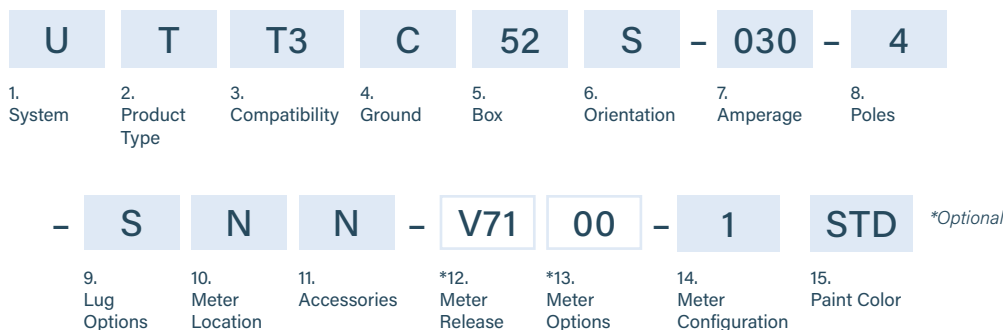 U T T3 C 52 S – 030 – 4
1. 2. 3. 4. 5. 6. 7. 8.
System Product Compatibility Ground Box Orientation Amperage Poles
Type
– S N N – V71 00 – 1 STD *Optional
9. 10. 11. *12. *13. 14. 15.
Lug Meter Accessories Meter Meter Meter Paint Color
Options Location Release Options Configuration